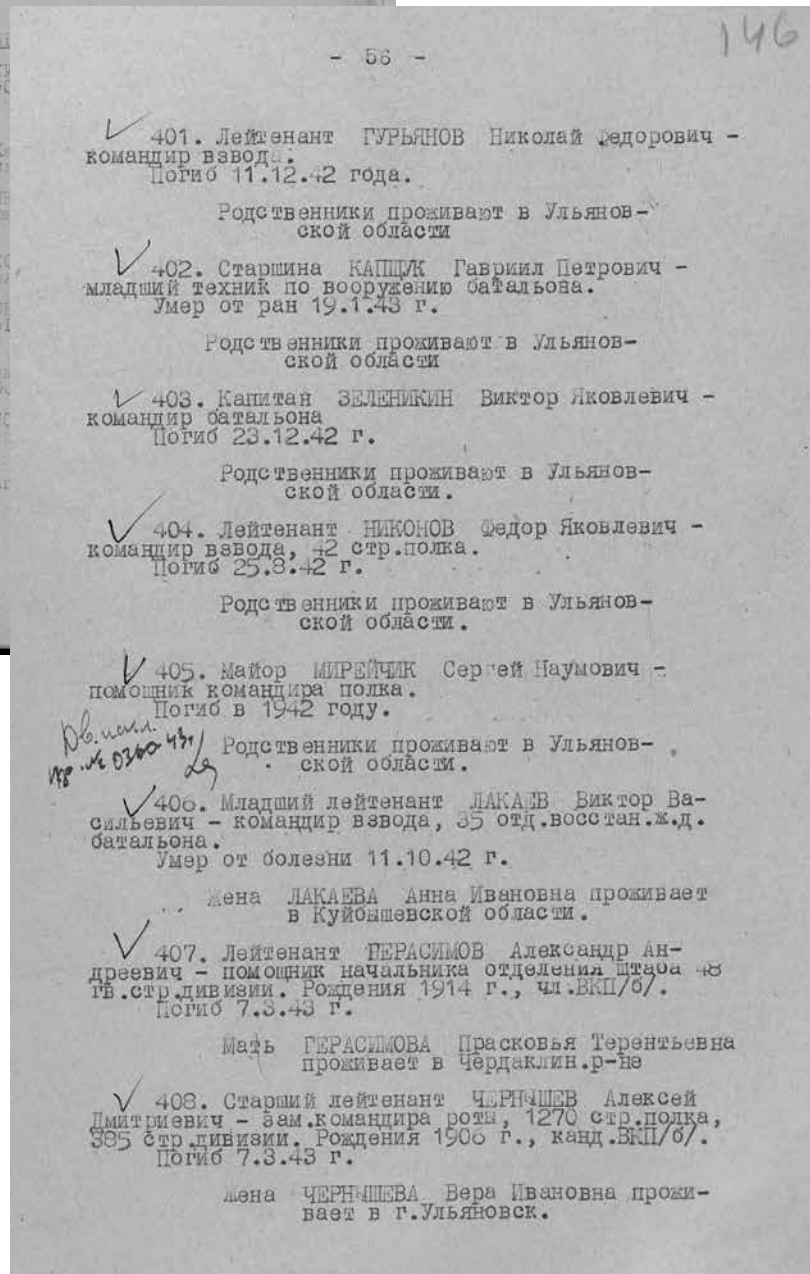 146
- 56 -
401. Лейтенант ГУРЬЯНОВ Николай Федорович -
командир взвода.
Погиб 11.12.42 года.
Родственники проживают в Ульянов-
ской области
402. Старшина КАПЩУК Гавриил Петрович -
младший техник по вооружению батальона.
Умер от ран 19.1.43 г.
Родственники проживают в Ульянов-
ской области
403. Капитан ЗЕЛЕНИКИН Виктор Яковлевич -
командир батальона
Погиб 23.12.42 г.
Родственники проживают в Ульянов-
ской области.
404. Лейтенант НИКОНОВ Федор Яковлевич -
командир взвода, 42 стр.полка.
Погиб 25.8.42 г.
Родственники проживают в Ульянов-
ской области.
405. Майор МИРЕЙЧИК Сергей Наумович -
помощник командира полка.
Погиб в 1942 году.
Родственники проживают в Ульянов-
ской области.
406. Младший лейтенант ЛАКАЕВ Виктор Ва-
сильевич - командир взвода, 35 отд.восстан.ж.д.
батальона.
Умер от болезни 11.10.42 г.
Жена ЛАКАЕВА Анна Ивановна проживает
в Куйбышевской области.
407. Лейтенант ГЕРАСИМОВ Александр Ан-
дреевич - помощник начальника отделения штаба 48
гв.стр.дивизии. Рождения 1914 г., чл.ВКП/б/.
Погиб 7.3.43 г.
Мать ГЕРАСИМОВА Прасковья Терентьевна
проживает в Чердаклин.р-не
408. Старший лейтенант ЧЕРНЫШЕВ Алексей
Дмитриевич - зам.командира роты, 1270 стр.полка,
385 стр.дивизии. Рождения 1906 г., канд.ВКП/б/.
Погиб 7.3.43 г.
Жена ЧЕРНЫШЕВА Вера Ивановна прожи-
вает в г.Ульяновск.